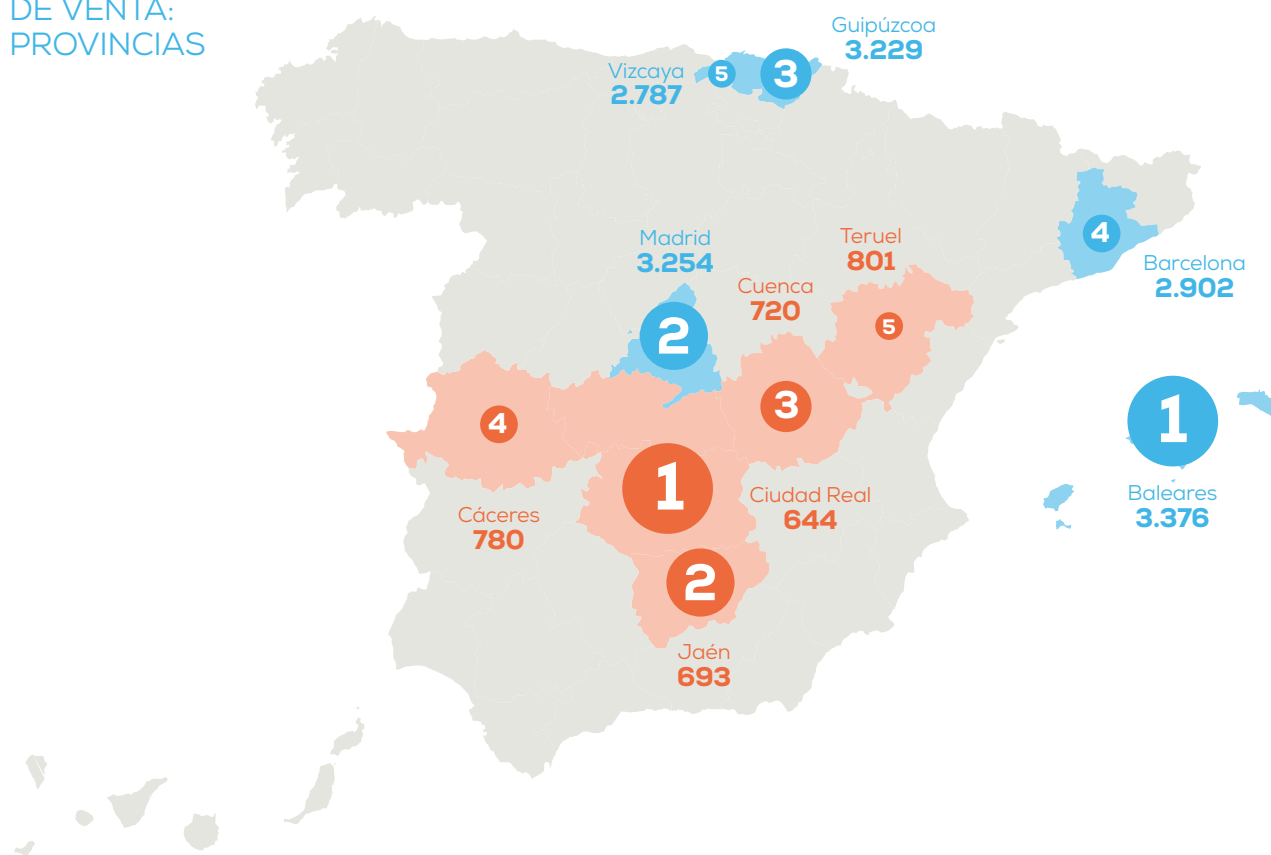 DE VENTA:
PROVINCIAS
Guipúzcoa
3.229
3
Vizcaya
2.787
5
4
Barcelona
2.902
Madrid
3.254
2
Teruel
801
5
Cuenca
720
3
4
Cáceres
780
1
Ciudad Real
644
2
Jaén
693
1
Baleares
3.376